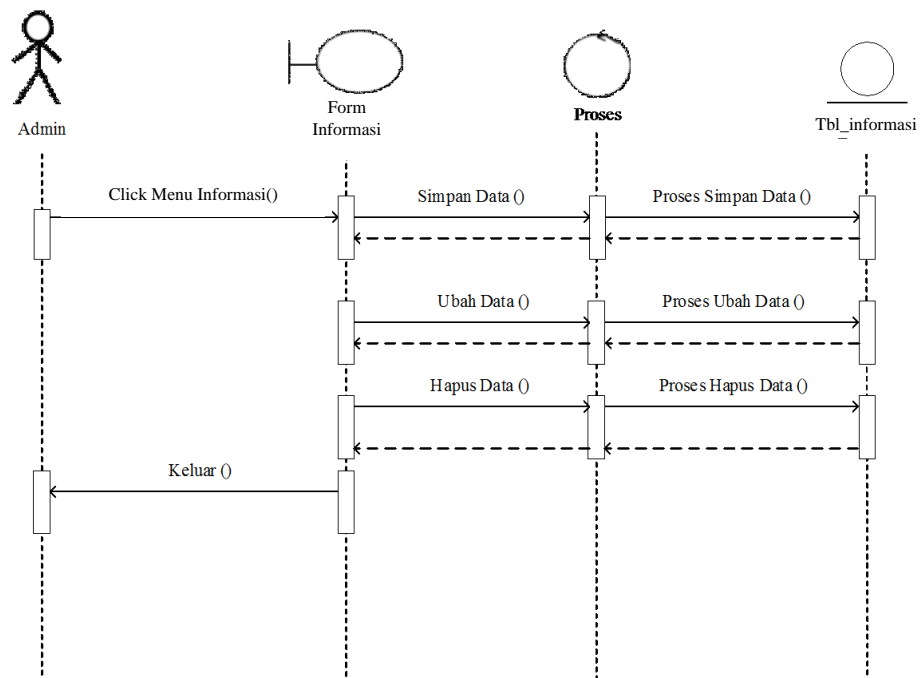 Admin
Form
Informasi
Proses
Tbl_informasi
Click Menu Informasi()
Simpan Data ()
Proses Simpan Data ()
Ubah Data ()
Proses Ubah Data ()
Hapus Data ()
Proses Hapus Data ()
Keluar ()